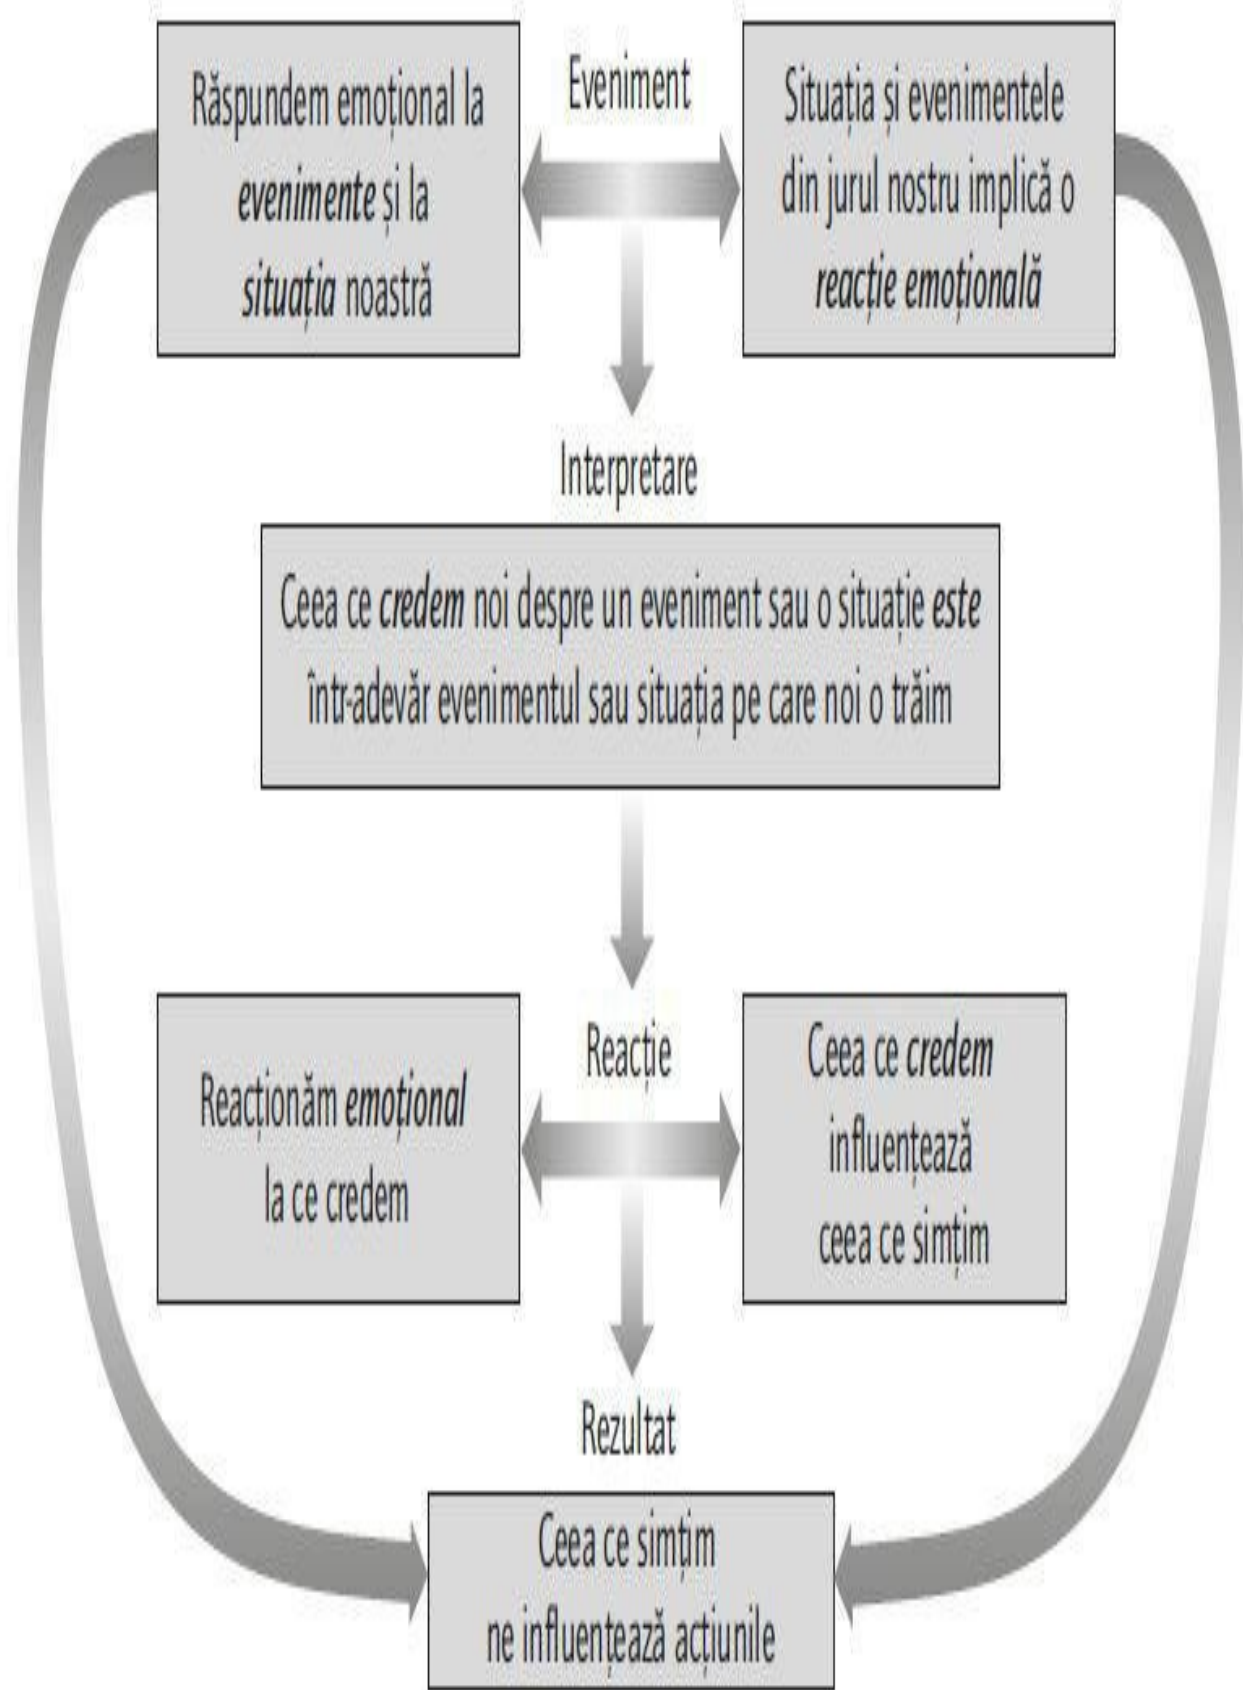 Eveniment
Răspundem emoțional la
evenimente și la
situația noastră
Situația și evenimentele
din jurul nostru implică o
reacție emoțională
Interpretare
Ceea ce credem noi despre un eveniment sau o situație este
într-adevăr evenimentul sau situația pe care noi o trăim
Reacție
Reacționăm emoțional
la ce credem
Ceea ce credem
influențează
ceea ce simțim
Rezultat
Ceea ce simțim
ne influențează acțiunile